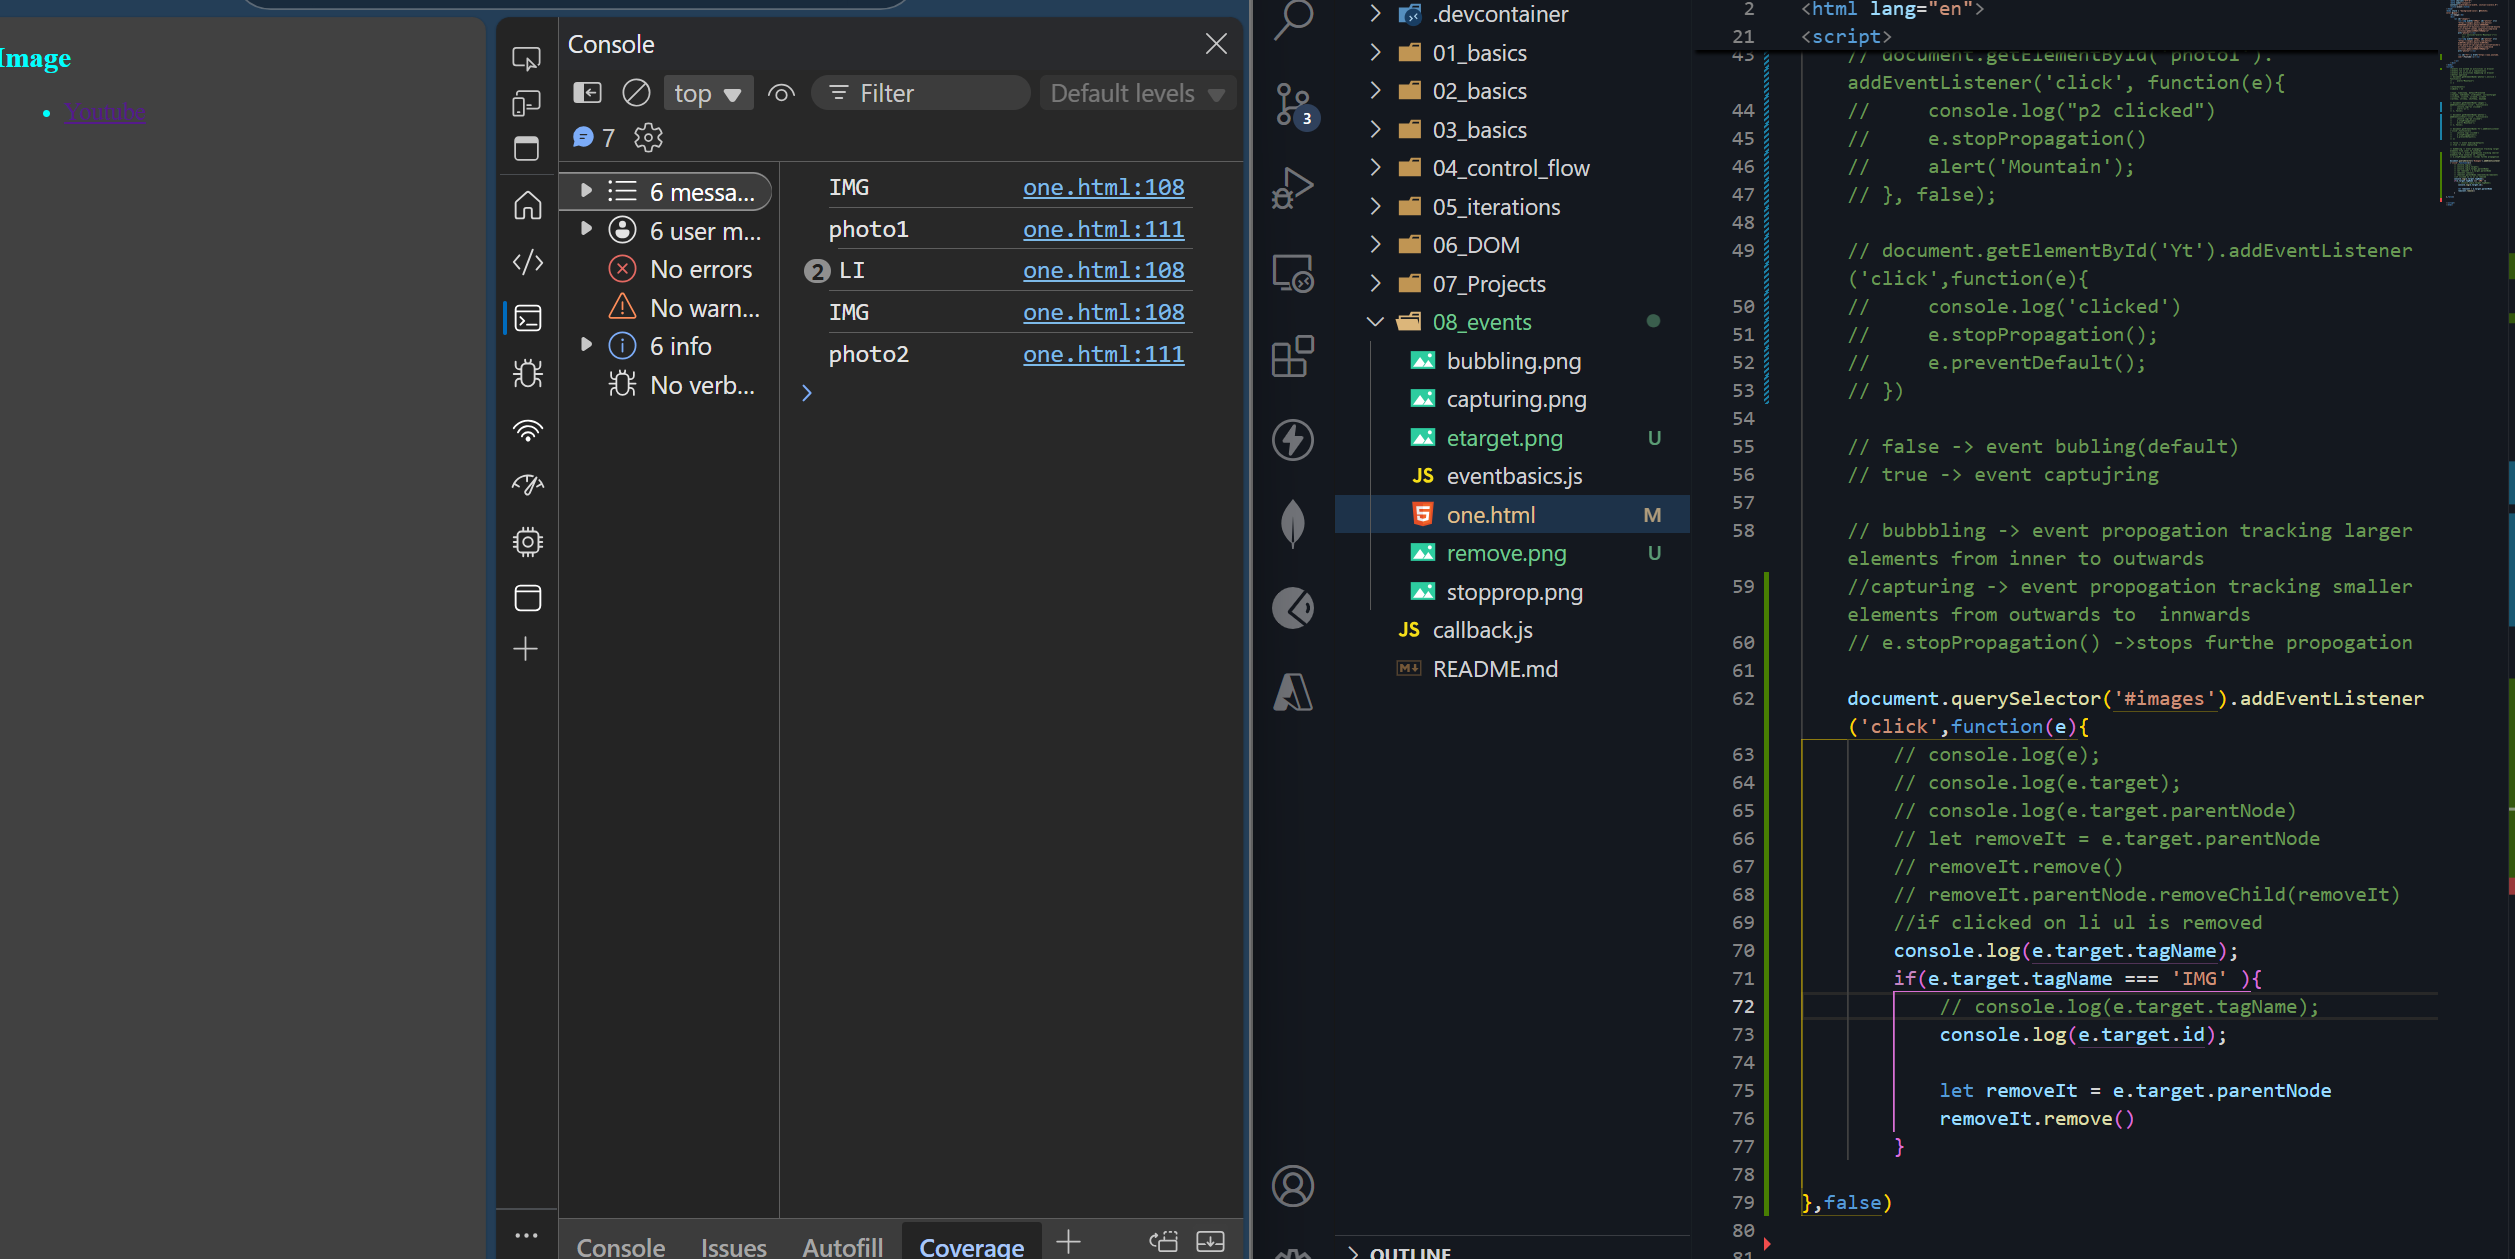 Image
Youtube
Console
top
Filter
Default levels
7
6 messa...
6 user m...
No errors
No warn...
6 info
No verb...
IMG one.html:108
photo1 one.html:111
2 LI one.html:108
IMG one.html:108
photo2 one.html:111
Console Issues Autofill Coverage
3
.devcontainer
01_basics
02_basics
03_basics
04_control_flow
05_iterations
06_DOM
07_Projects
08_events
bubbling.png
capturing.png
etarget.png U
JS eventbasics.js
one.html M
remove.png U
stopprop.png
JS callback.js
README.md
OUTLINE
2 <html lang="en">
21 <script>
43 // document.getElementById('photo1').
addEventListener('click', function(e){
44 //     console.log("p2 clicked")
45 //     e.stopPropagation()
46 //     alert('Mountain');
47 // }, false);
48
49 // document.getElementById('Yt').addEventListener
('click',function(e){
50 //     console.log('clicked')
51 //     e.stopPropagation();
52 //     e.preventDefault();
53 // })
54
55 // false -> event bubling(default)
56 // true -> event captujring
57
58 // bubbbling -> event propogation tracking larger
elements from inner to outwards
59 //capturing -> event propogation tracking smaller
elements from outwards to  innwards
60 // e.stopPropagation() ->stops furthe propogation
61
62 document.querySelector('#images').addEventListener
('click',function(e){
63 // console.log(e);
64 // console.log(e.target);
65 // console.log(e.target.parentNode)
66 // let removeIt = e.target.parentNode
67 // removeIt.remove()
68 // removeIt.parentNode.removeChild(removeIt)
69 //if clicked on li ul is removed
70 console.log(e.target.tagName);
71 if(e.target.tagName === 'IMG' ){
72 // console.log(e.target.tagName);
73 console.log(e.target.id);
74
75 let removeIt = e.target.parentNode
76 removeIt.remove()
77 }
78
79 },false)
80
81